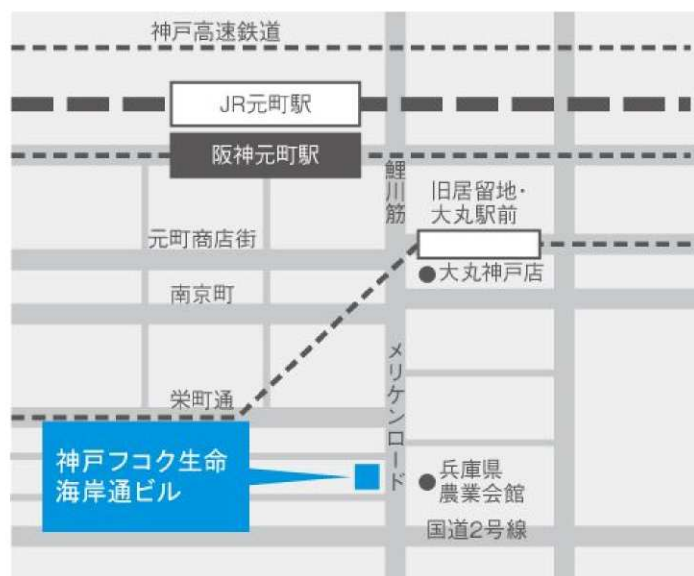 神戸高速鉄道
JR元町駅
阪神元町駅
鯉川筋
旧居留地・
大丸駅前
元町商店街
大丸神戸店
南京町
メリケンロード
栄町通
神戸フコク生命
海岸通ビル
兵庫県
農業会館
国道2号線